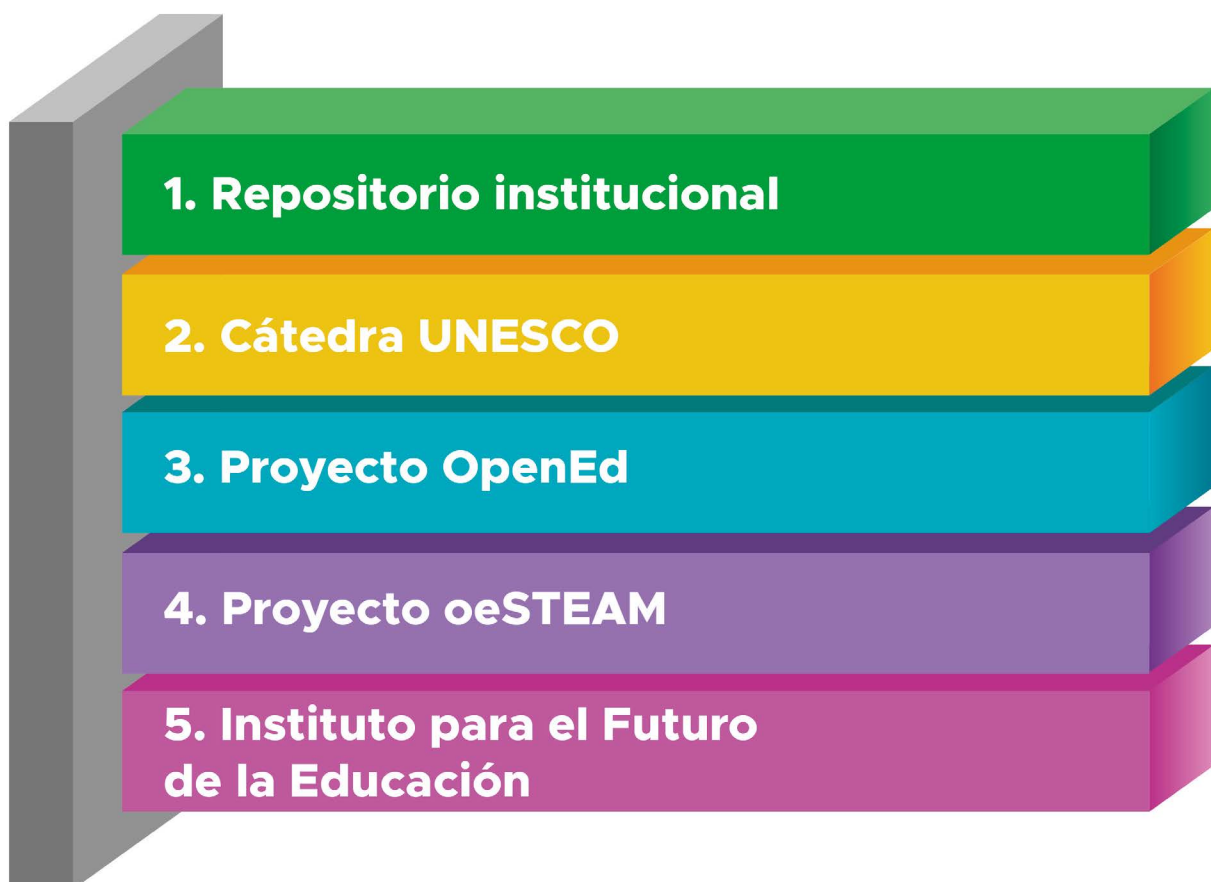 1. Repositorio institucional
2. Cátedra UNESCO
3. Proyecto OpenEd
4. Proyecto oeSTEAM
5. Instituto para el Futuro
de la Educación